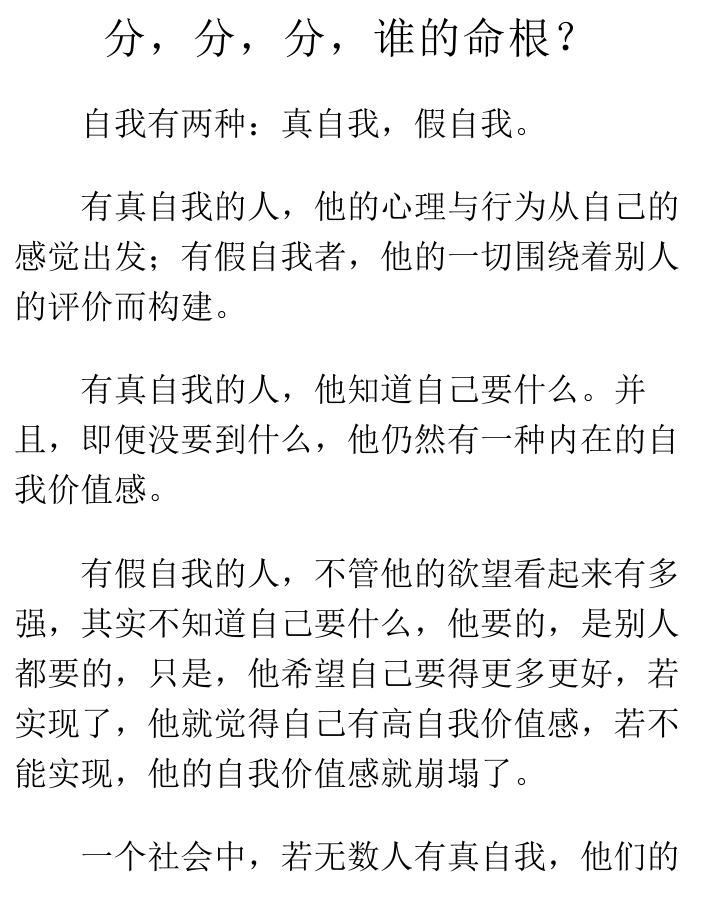 分，分，分，谁的命根？
自我有两种：真自我，假自我。
有真自我的人，他的心理与行为从自己的
感觉出发；有假自我者，他的一切围绕着别人
的评价而构建。
有真自我的人，他知道自己要什么。并
且，即便没要到什么，他仍然有一种内在的自
我价值感。
有假自我的人，不管他的欲望看起来有多
强，其实不知道自己要什么，他要的，是别人
都要的，只是，他希望自己要得更多更好，若
实现了，他就觉得自己有高自我价值感，若不
能实现，他的自我价值感就崩塌了。
一个社会中，若无数人有真自我，他们的